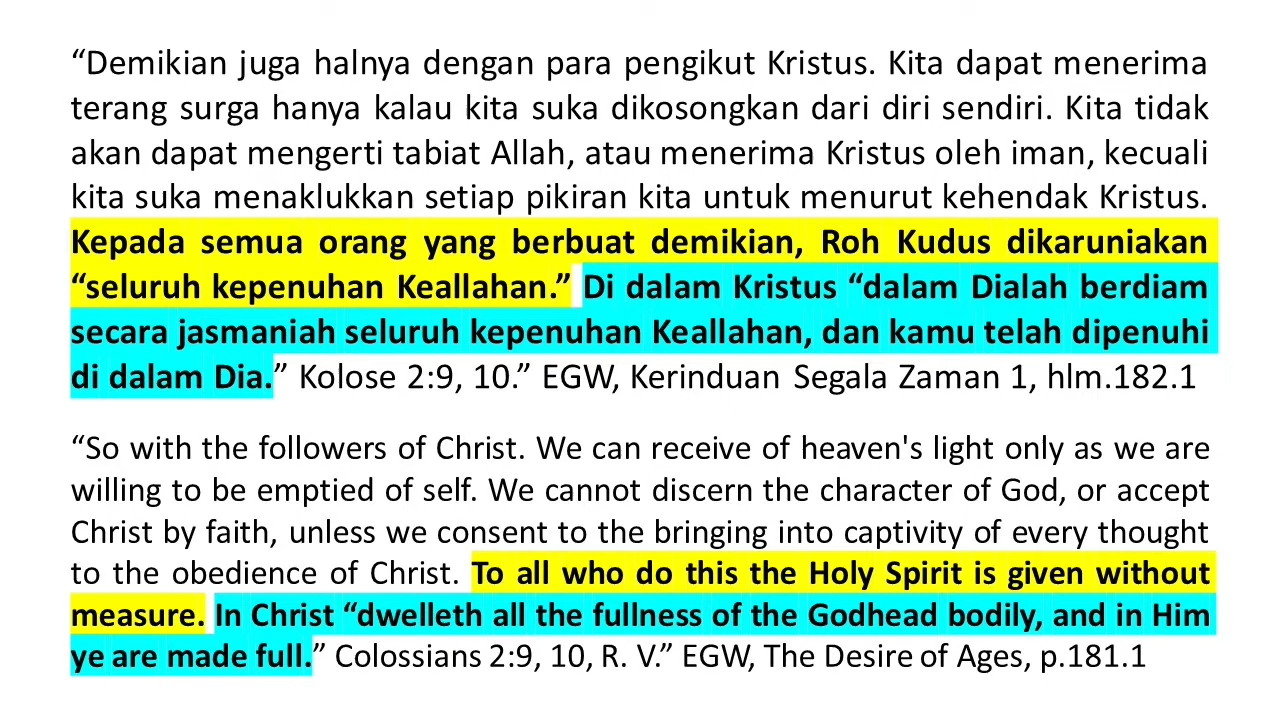 “Demikian juga halnya dengan para pengikut Kristus. Kita dapat menerima
terang surga hanya kalau kita suka dikosongkan dari diri sendiri. Kita tidak
akan dapat mengerti tabiat Allah, atau menerima Kristus oleh iman, kecuali
kita suka menaklukkan setiap pikiran kita untuk menurut kehendak Kristus.
Kepada semua orang yang berbuat demikian, Roh Kudus dikaruniakan
“seluruh kepenuhan Keallahan.” Di dalam Kristus “dalam Dialah berdiam
secara jasmaniah seluruh kepenuhan Keallahan, dan kamu telah dipenuhi
di dalam Dia.” Kolose 2:9, 10.” EGW, Kerinduan Segala Zaman 1, hlm.182.1
“So with the followers of Christ. We can receive of heaven's light only as we are
willing to be emptied of self. We cannot discern the character of God, or accept
Christ by faith, unless we consent to the bringing into captivity of every thought
to the obedience of Christ. To all who do this the Holy Spirit is given without
measure. In Christ “dwelleth all the fullness of the Godhead bodily, and in Him
ye are made full.” Colossians 2:9, 10, R. V.” EGW, The Desire of Ages, p.181.1